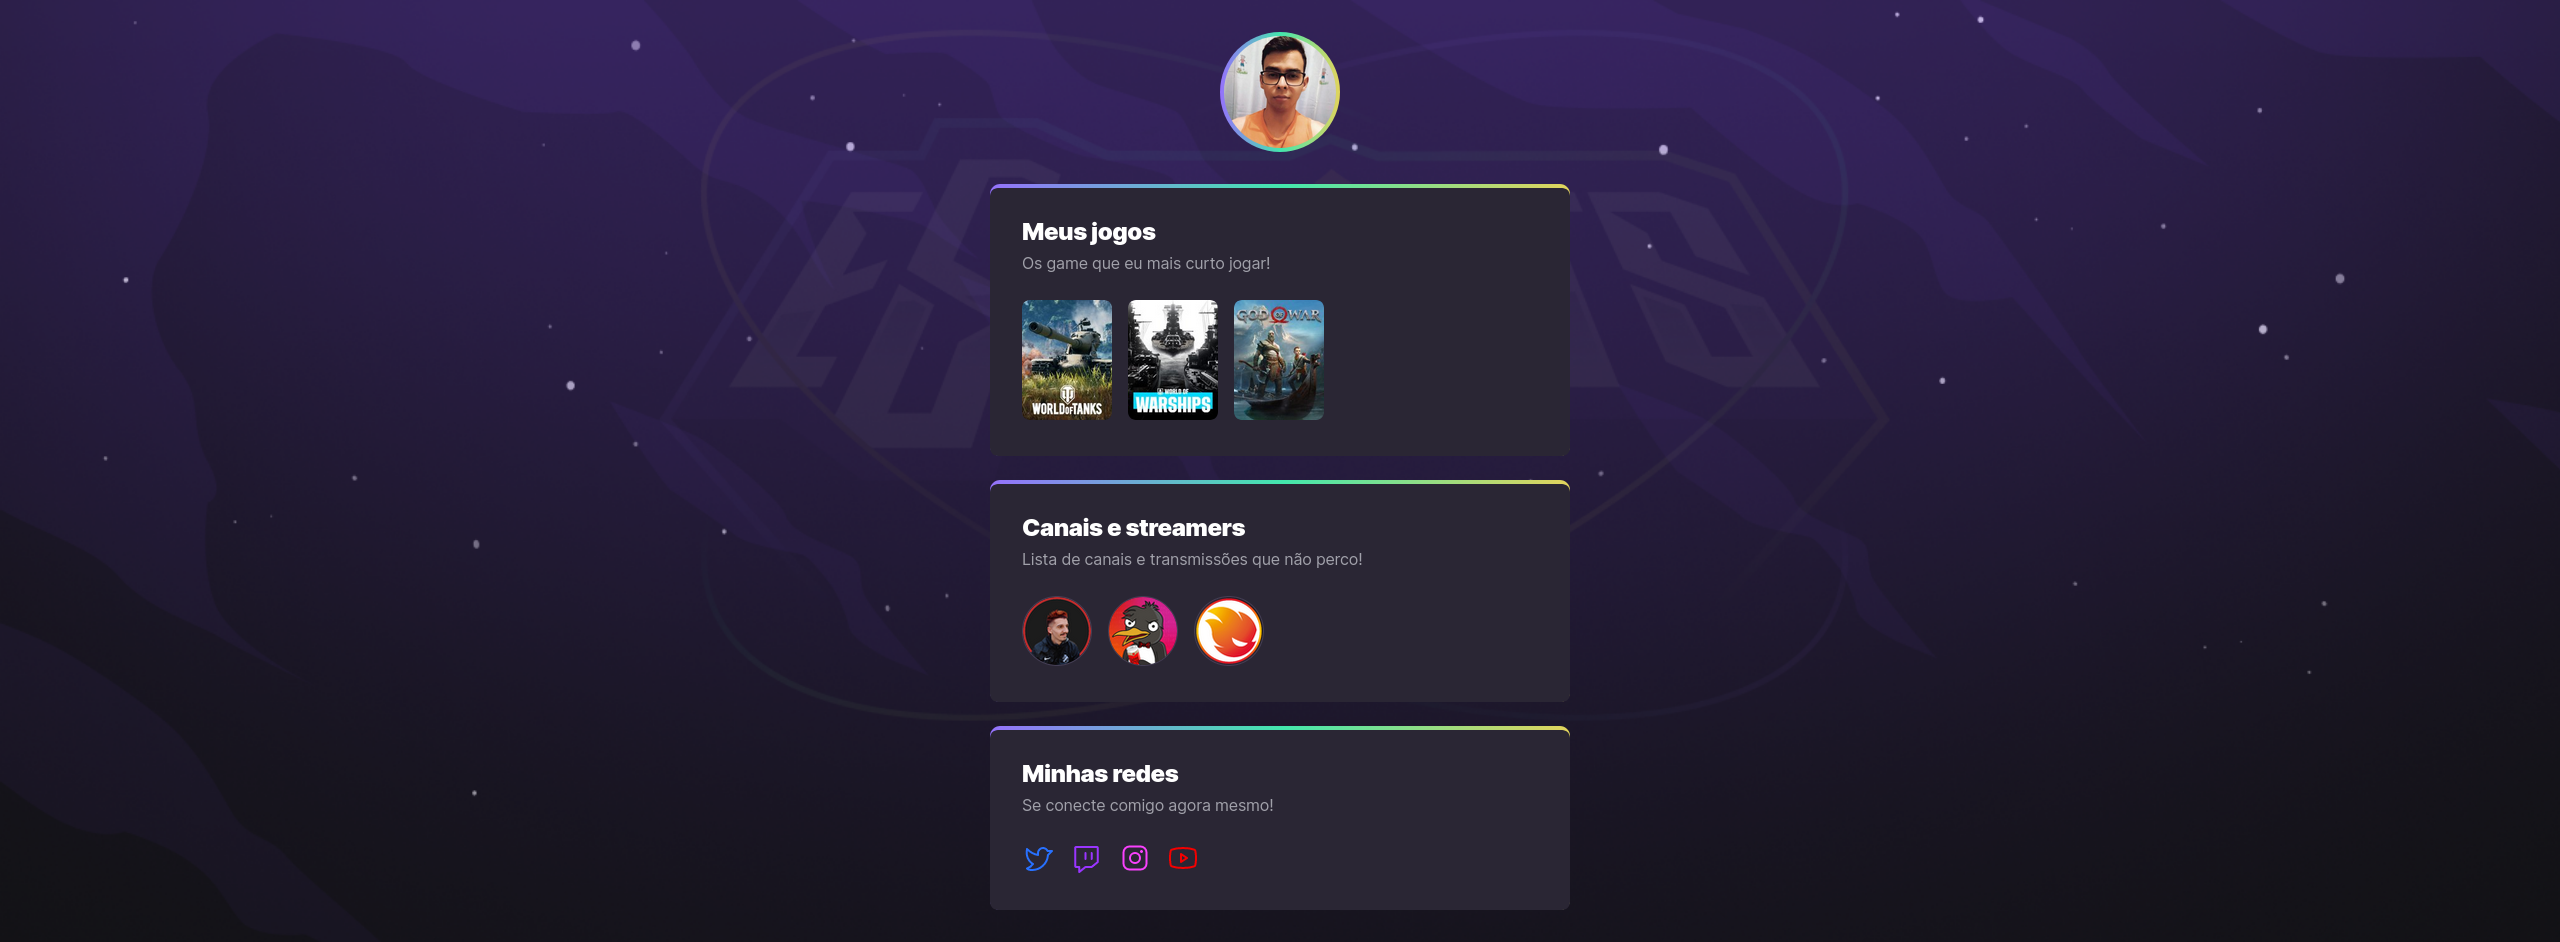 Meus jogos
Os game que eu mais curto jogar!
WORLD OF TANKS
WORLD OF
WARSHIPS
GOD OF WAR
Canais e streamers
Lista de canais e transmissões que não perco!
Minhas redes
Se conecte comigo agora mesmo!